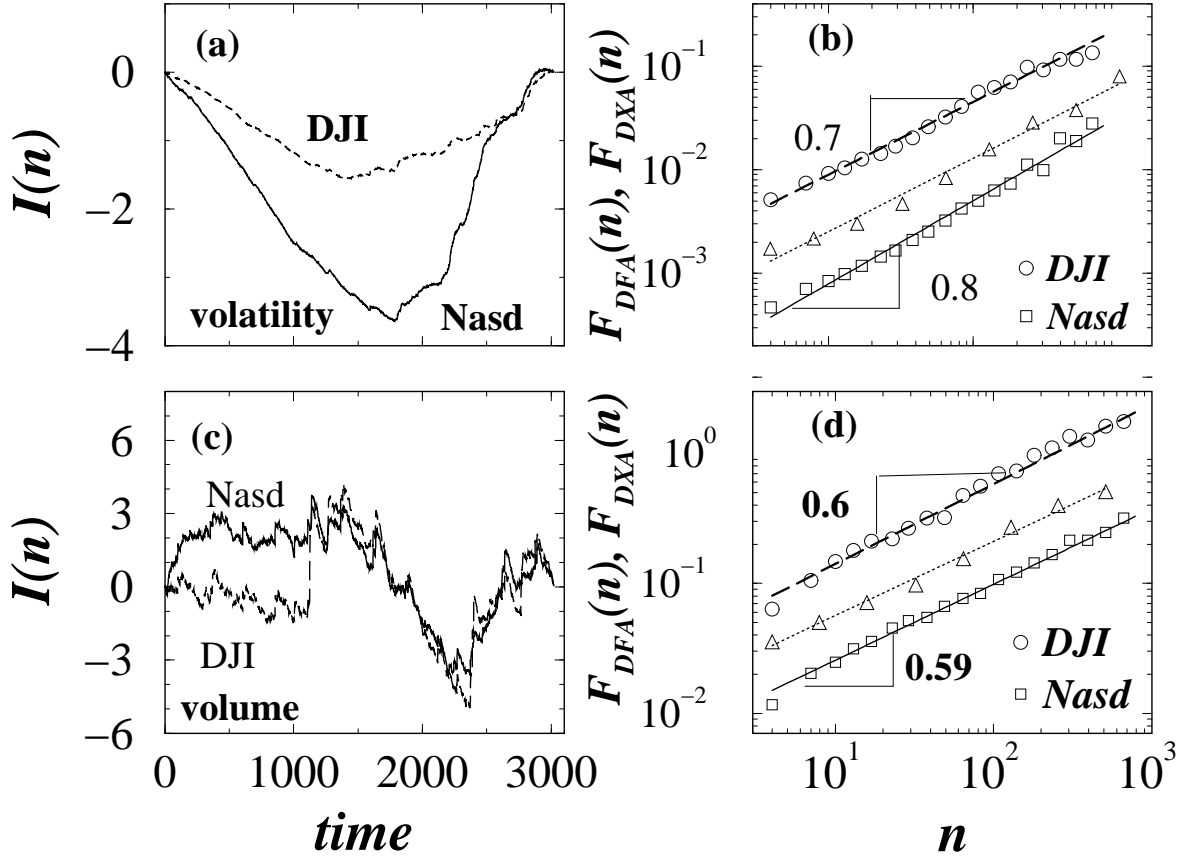 (a)
0
−2
−4
I(n)
DJI
volatility
Nasd
(b)
10^-1
10^-2
10^-3
F_DFA(n), F_DXA(n)
0.7
0.8
DJI
Nasd
(c)
6
3
0
−3
−6
I(n)
Nasd
DJI
volume
0 1000 2000 3000
time
(d)
10^0
10^-1
10^-2
F_DFA(n), F_DXA(n)
0.6
0.59
DJI
Nasd
10^1 10^2 10^3
n